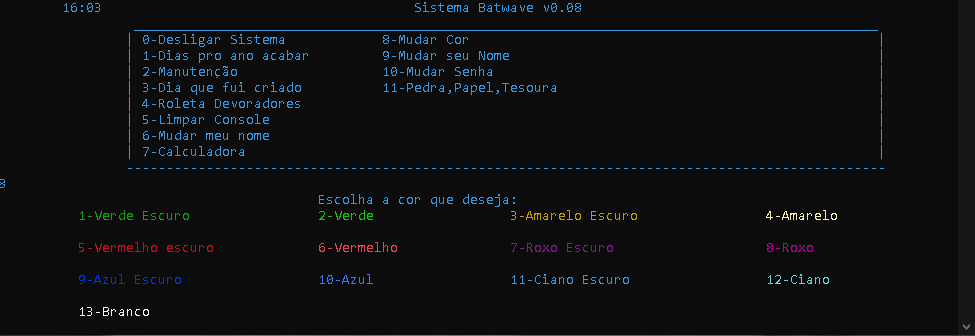 16:03 Sistema Batwave v0.08
0-Desligar Sistema 8-Mudar Cor
1-Dias pro ano acabar 9-Mudar seu Nome
2-Manutenção 10-Mudar Senha
3-Dia que fui criado 11-Pedra,Papel,Tesoura
4-Roleta Devoradores
5-Limpar Console
6-Mudar meu nome
7-Calculadora
8
Escolha a cor que deseja:
1-Verde Escuro 2-Verde 3-Amarelo Escuro 4-Amarelo
5-Vermelho escuro 6-Vermelho 7-Roxo Escuro 8-Roxo
9-Azul Escuro 10-Azul 11-Ciano Escuro 12-Ciano
13-Branco